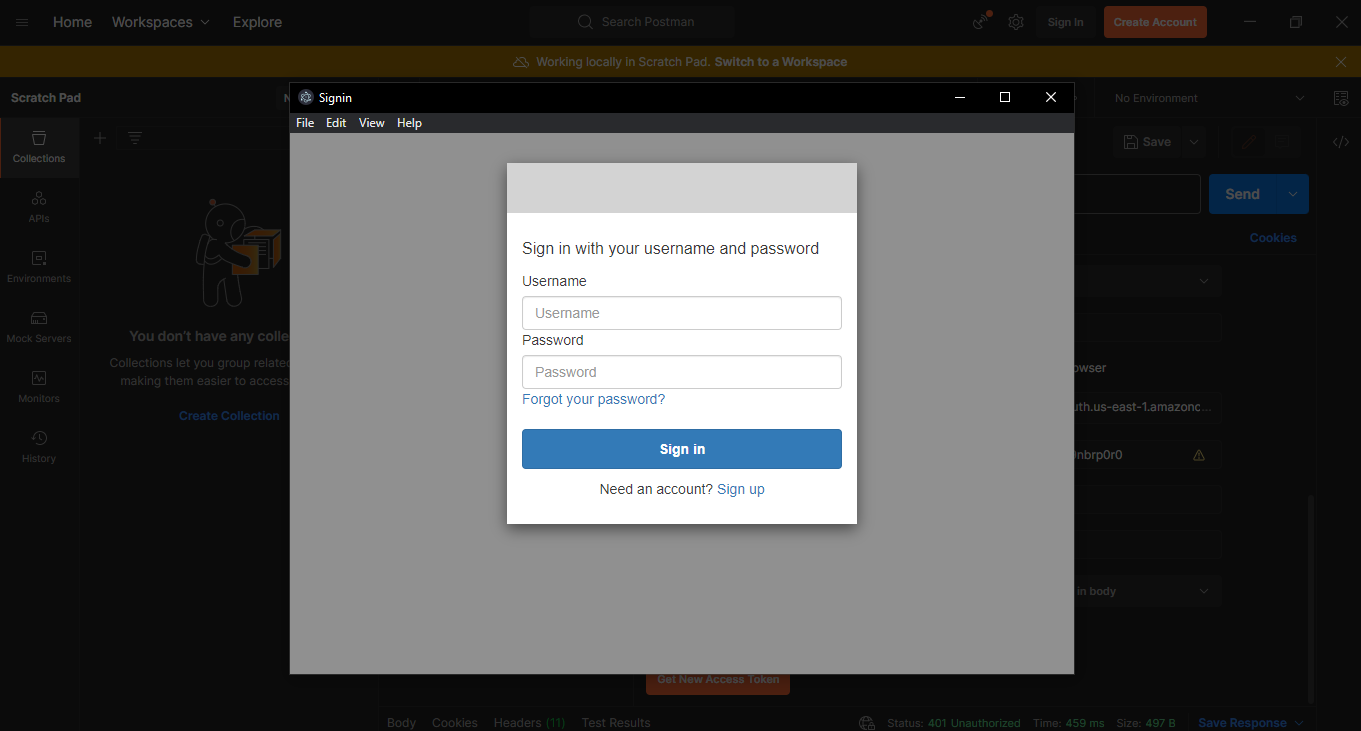 Home Workspaces Explore Search Postman Sign In Create Account
Working locally in Scratch Pad. Switch to a Workspace
Scratch Pad
No Environment
Signin
File Edit View Help
Collections
Save
APIs
Send
Cookies
Environments
Mock Servers
You don't have any colle
Collections let you group related
making them easier to access
Create Collection
Monitors
History
Sign in with your username and password
Username
Username
Password
Password
Forgot your password?
Sign in
Need an account? Sign up
owser
uth.us-east-1.amazonc...
nbrp0r0
in body
Get New Access Token
Body Cookies Headers (11) Test Results
Status: 401 Unauthorized Time: 459 ms Size: 497 B Save Response